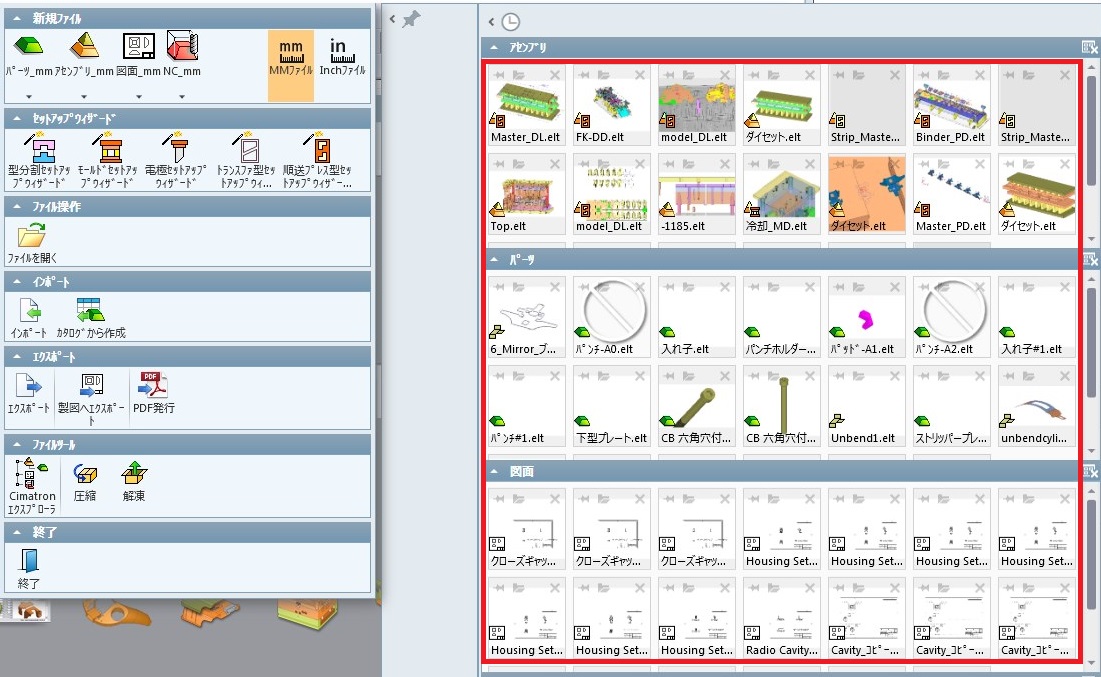 新規ファイル
パーツ_mm アセンブリ_mm 図面_mm NC_mm
mm
MMファイル
in
Inchファイル
セットアップウィザード
型分割セットアップウィザード
モールドセットアップウィザード
電極セットアップウィザード
トランスファ型セットアップウィ...
順送プレス型セットアップウィザー...
ファイル操作
ファイルを開く
インポート
インポート カタログから作成
エクスポート
PDF
エクスポート
製図へエクスポート
PDF発行
ファイルツール
Cimatron エクスプローラ
圧縮
解凍
終了
終了
アセンブリ
Master_DL.elt FK-DD.elt model_DL.elt ダイセット.elt Strip_Maste... Binder_PD.elt Strip_Maste...
Top.elt model_DL.elt -1185.elt 冷却_MD.elt ダイセット.elt Master_PD.elt ダイセット.elt
パーツ
6_Mirror_ブ... パンチ-A0.elt 入れ子.elt パンチホルダー... パッド-A1.elt パンチ-A2.elt 入れ子#1.elt
パンチ#1.elt 下型プレート.elt CB 六角穴付... CB 六角穴付... Unbend1.elt ストリッパープレ... unbendcyli...
図面
クローズギャッ... クローズギャッ... クローズギャッ... Housing Set... Housing Set... Housing Set... Housing Set...
Housing Set... Housing Set... Housing Set... Radio Cavity... Cavity_コピー... Cavity_コピー... Cavity_コピー...